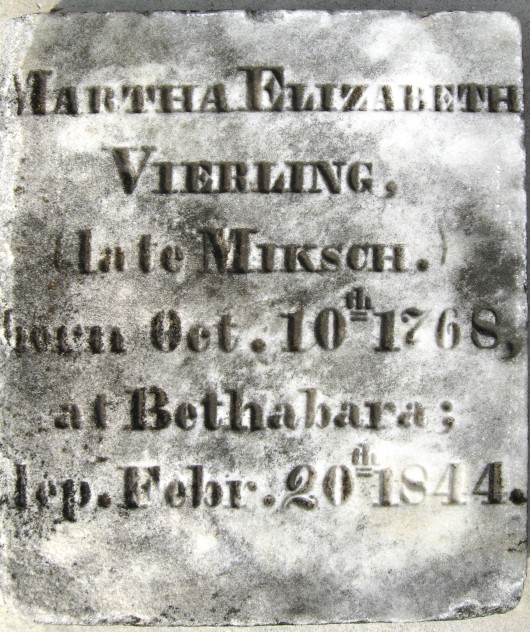 MARTHA ELIZABETH
VIERLING,
(late MIKSCH.)
born Oct. 10th 1768,
at Bethabara;
dep. Febr. 20th 1844.